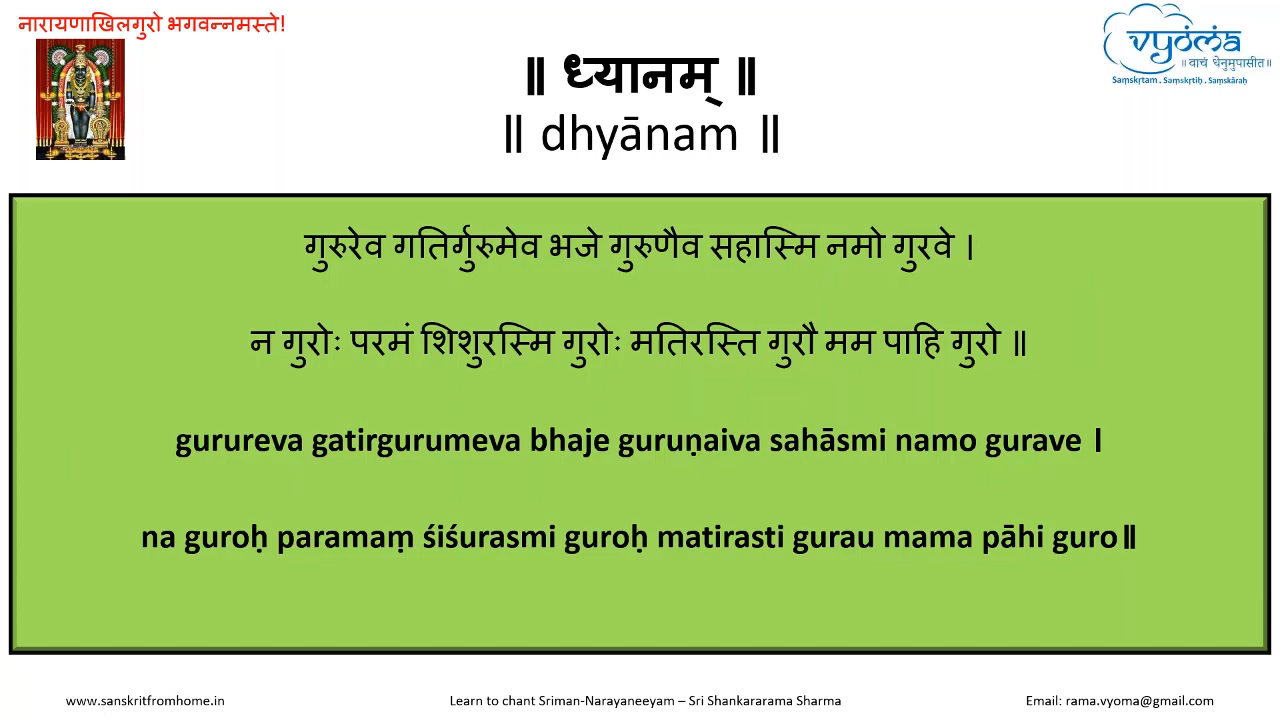 नारायणाखिलगुरो भगवन्नमस्ते!
vyoma
॥ वाचं धेनुमुपासीत॥
Saṃskṛtam . Saṃskṛtiḥ . Saṃskāraḥ
॥ ध्यानम् ॥
॥ dhyānam ॥
गुरुरेव गतिर्गुरुमेव भजे गुरुणैव सहास्मि नमो गुरवे ।
न गुरोः परमं शिशुरस्मि गुरोः मतिरस्ति गुरौ मम पाहि गुरो ॥
gurureva gatirgurumeva bhaje guruṇaiva sahāsmi namo gurave ।
na guroḥ paramaṃ śiśurasmi guroḥ matirasti gurau mama pāhi guro॥
www.sanskritfromhome.in
Learn to chant Sriman-Narayaneeyam – Sri Shankararama Sharma
Email: rama.vyoma@gmail.com